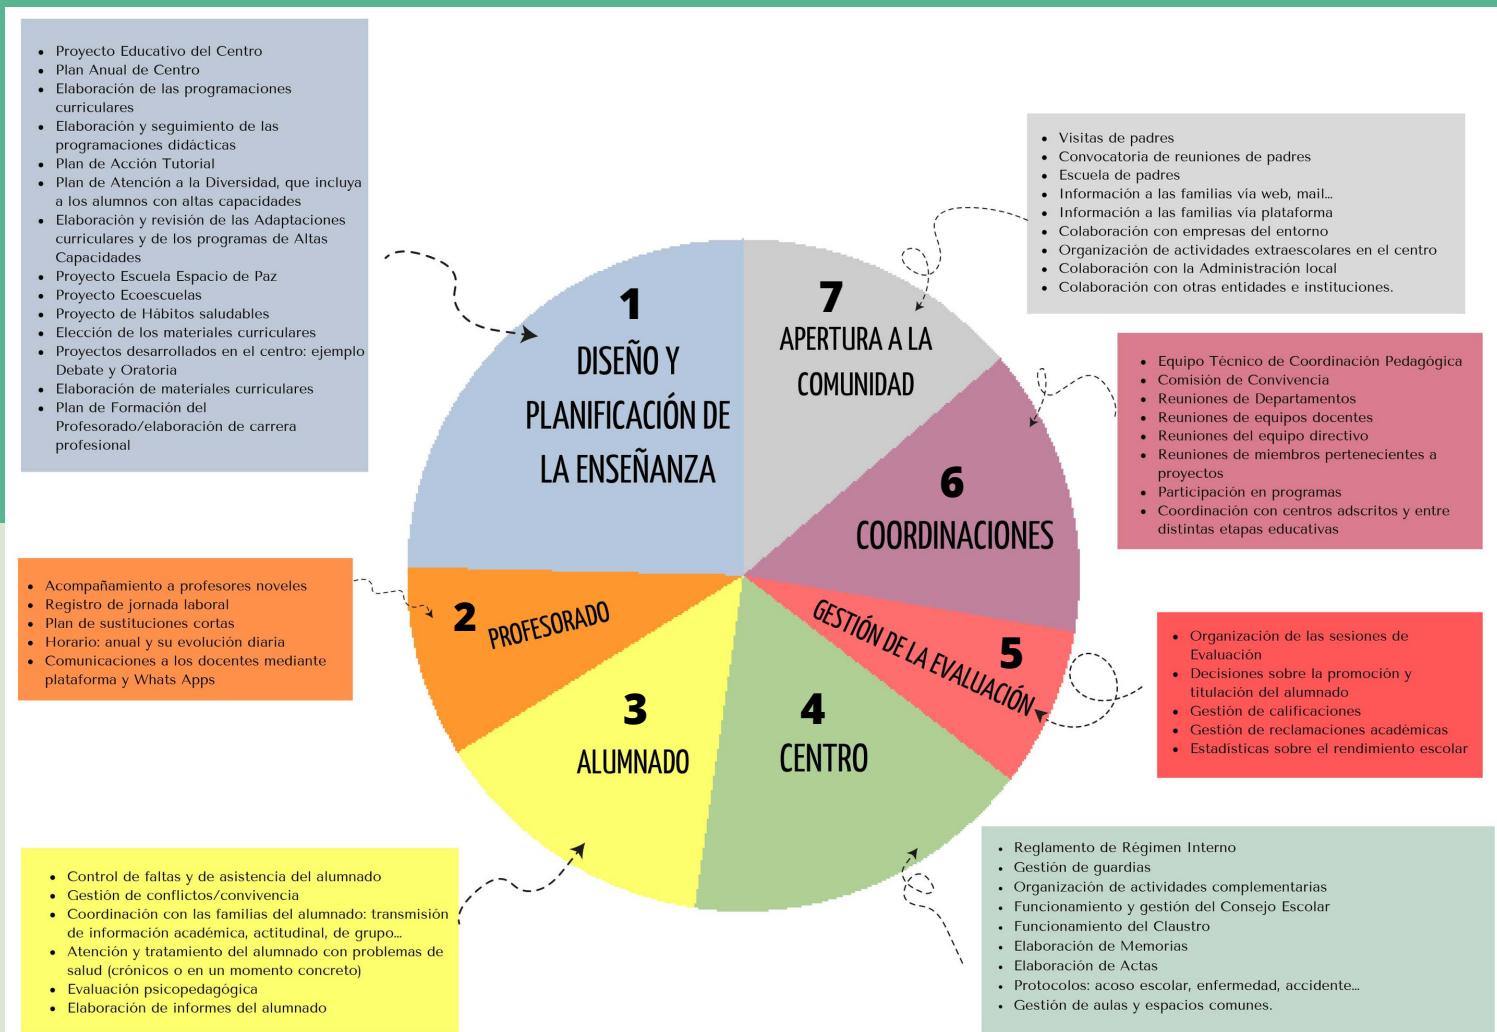 • Proyecto Educativo del Centro
• Plan Anual de Centro
• Elaboración de las programaciones
curriculares
• Elaboración y seguimiento de las
programaciones didácticas
• Plan de Acción Tutorial
• Plan de Atención a la Diversidad, que incluya
a los alumnos con altas capacidades
• Elaboración y revisión de las Adaptaciones
curriculares y de los programas de Altas
Capacidades
• Proyecto Escuela Espacio de Paz
• Proyecto Ecoescuelas
• Proyecto de Hábitos saludables
• Elección de los materiales curriculares
• Proyectos desarrollados en el centro: ejemplo
Debate y Oratoria
• Elaboración de materiales curriculares
• Plan de Formación del
Profesorado/elaboración de carrera
profesional
1
DISEÑO Y
PLANIFICACIÓN DE
LA ENSEÑANZA
• Acompañamiento a profesores noveles
• Registro de jornada laboral
• Plan de sustituciones cortas
• Horario: anual y su evolución diaria
• Comunicaciones a los docentes mediante
plataforma y Whats Apps
2 PROFESORADO
• Control de faltas y de asistencia del alumnado
• Gestión de conflictos/convivencia
• Coordinación con las familias del alumnado: transmisión
de información académica, actitudinal, de grupo...
• Atención y tratamiento del alumnado con problemas de
salud (crónicos o en un momento concreto)
• Evaluación psicopedagógica
• Elaboración de informes del alumnado
3
ALUMNADO
4
CENTRO
• Reglamento de Régimen Interno
• Gestión de guardias
• Organización de actividades complementarias
• Funcionamiento y gestión del Consejo Escolar
• Funcionamiento del Claustro
• Elaboración de Memorias
• Elaboración de Actas
• Protocolos: acoso escolar, enfermedad, accidente...
• Gestión de aulas y espacios comunes.
5
GESTIÓN DE LA EVALUACIÓN
• Organización de las sesiones de
Evaluación
• Decisiones sobre la promoción y
titulación del alumnado
• Gestión de calificaciones
• Gestión de reclamaciones académicas
• Estadísticas sobre el rendimiento escolar
6
COORDINACIONES
• Equipo Técnico de Coordinación Pedagógica
• Comisión de Convivencia
• Reuniones de Departamentos
• Reuniones de equipos docentes
• Reuniones del equipo directivo
• Reuniones de miembros pertenecientes a
proyectos
• Participación en programas
• Coordinación con centros adscritos y entre
distintas etapas educativas
7
APERTURA A LA
COMUNIDAD
• Visitas de padres
• Convocatoria de reuniones de padres
• Escuela de padres
• Información a las familias vía web, mail...
• Información a las familias vía plataforma
• Colaboración con empresas del entorno
• Organización de actividades extraescolares en el centro
• Colaboración con la Administración local
• Colaboración con otras entidades e instituciones.